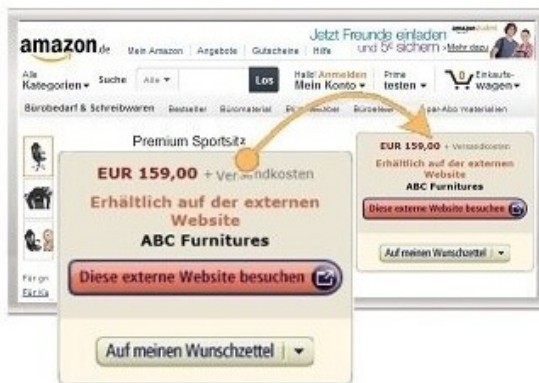 Jetzt Freunde einladen
und 5€ sichern › Mehr dazu
amazon.de
Mein Amazon | Angebote | Gutscheine | Hilfe
Alle
Kategorien
Suche
Alle
Los
Hallo! Anmelden
Mein Konto
Prime
testen
0
Einkaufs-
wagen
Bürobedarf & Schreibwaren
Bestseller
Büromaterial
Premium Sportsitz
EUR 159,00 + Versandkosten
Erhältlich auf der externen
Website
ABC Furnitures
Diese externe Website besuchen
Auf meinen Wunschzettel
EUR 159,00 + Versandkosten
Erhältlich auf der externen
Website
ABC Furnitures
Diese externe Website besuchen
Auf meinen Wunschzettel